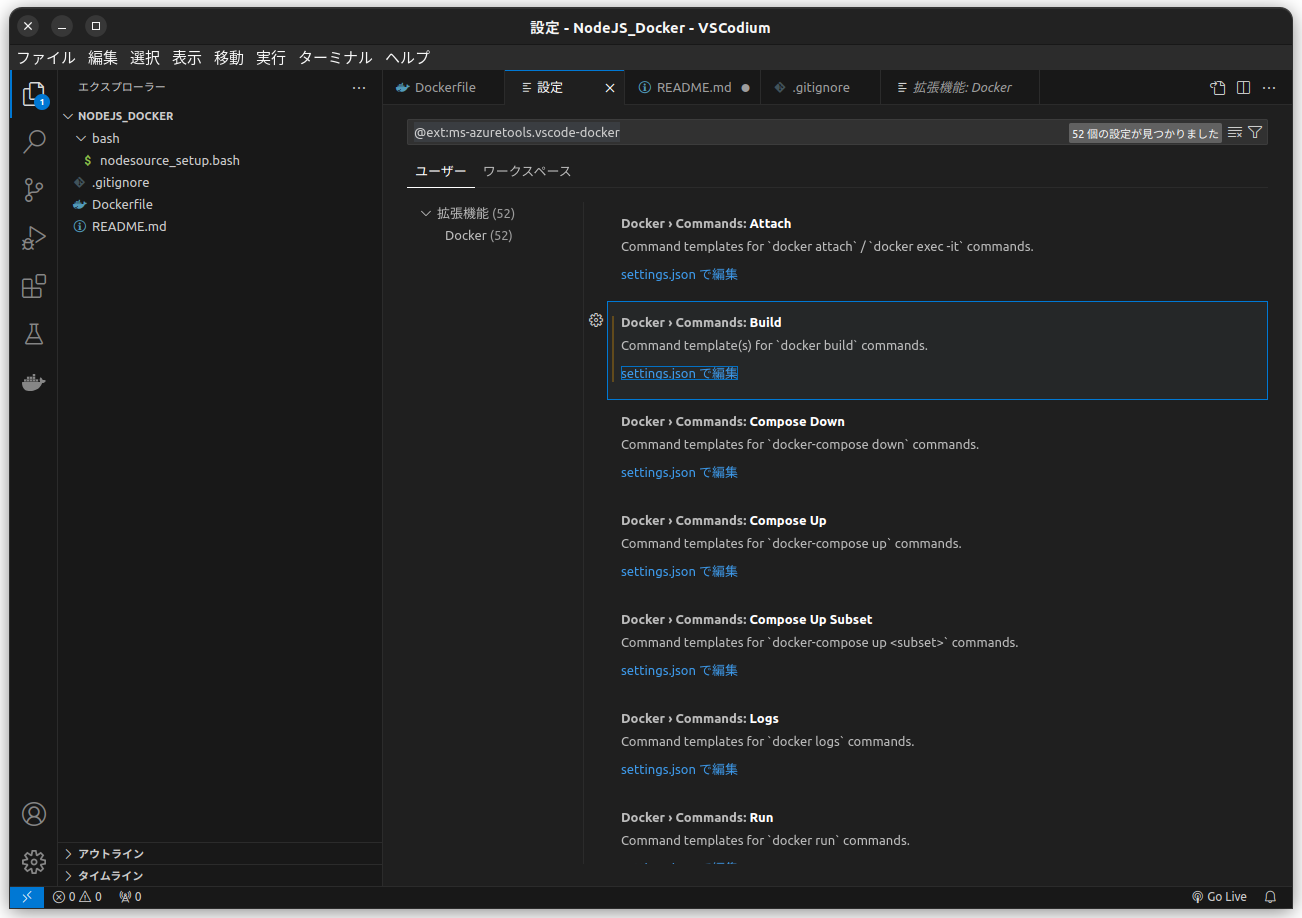 設定 - NodeJS_Docker - VSCodium
ファイル 編集 選択 表示 移動 実行 ターミナル ヘルプ
1
エクスプローラー
NODEJS_DOCKER
bash
$ nodesource_setup.bash
.gitignore
Dockerfile
README.md
アウトライン
タイムライン
Dockerfile
設定
README.md
.gitignore
拡張機能: Docker
@ext:ms-azuretools.vscode-docker
52 個の設定が見つかりました
ユーザー ワークスペース
拡張機能 (52)
Docker (52)
Docker › Commands: Attach
Command templates for `docker attach` / `docker exec -it` commands.
settings.json で編集
Docker › Commands: Build
Command template(s) for `docker build` commands.
settings.json で編集
Docker › Commands: Compose Down
Command templates for `docker-compose down` commands.
settings.json で編集
Docker › Commands: Compose Up
Command templates for `docker-compose up` commands.
settings.json で編集
Docker › Commands: Compose Up Subset
Command templates for `docker-compose up <subset>` commands.
settings.json で編集
Docker › Commands: Logs
Command templates for `docker logs` commands.
settings.json で編集
Docker › Commands: Run
Command templates for `docker run` commands.
0 0 0
Go Live